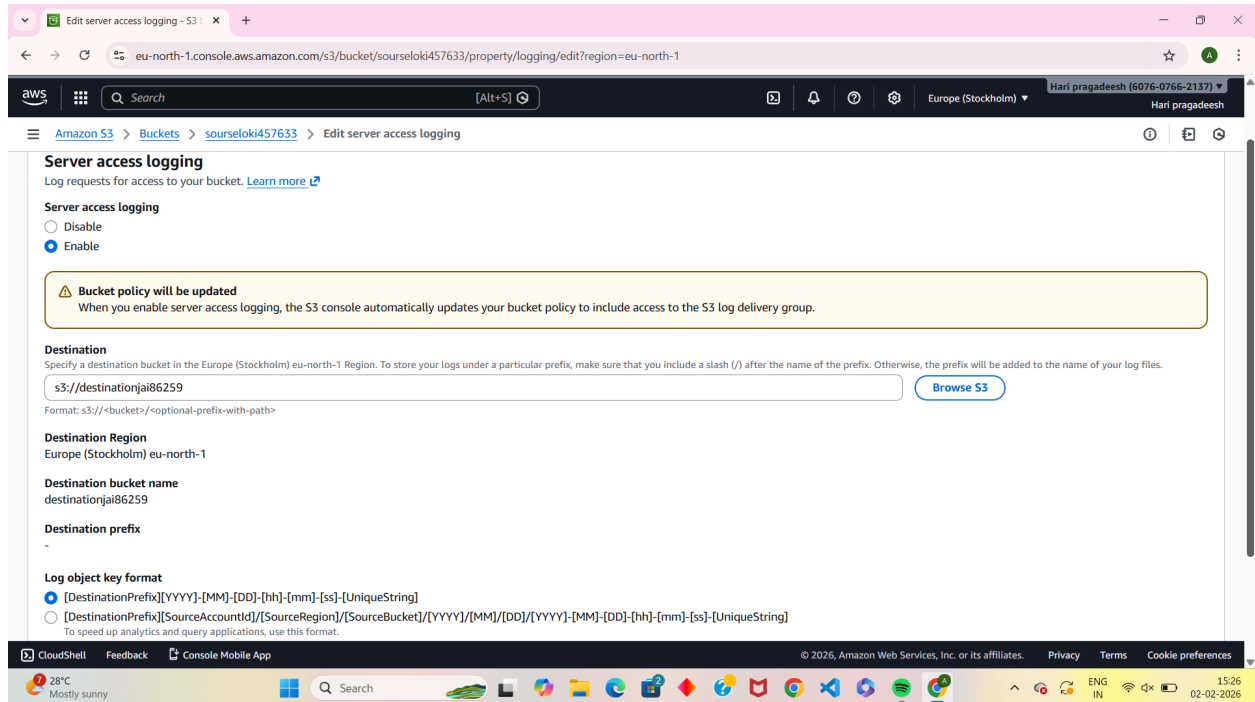 Edit server access logging - S3
eu-north-1.console.aws.amazon.com/s3/bucket/sourseloki457633/property/logging/edit?region=eu-north-1
A
aws
Search
[Alt+S]
Europe (Stockholm)
Hari pragadeesh (6076-0766-2137)
Hari pragadeesh
Amazon S3 > Buckets > sourseloki457633 > Edit server access logging
Server access logging
Log requests for access to your bucket. Learn more
Server access logging
Disable
Enable
Bucket policy will be updated
When you enable server access logging, the S3 console automatically updates your bucket policy to include access to the S3 log delivery group.
Destination
Specify a destination bucket in the Europe (Stockholm) eu-north-1 Region. To store your logs under a particular prefix, make sure that you include a slash (/) after the name of the prefix. Otherwise, the prefix will be added to the name of your log files.
s3://destinationjai86259
Browse S3
Format: s3://<bucket>/<optional-prefix-with-path>
Destination Region
Europe (Stockholm) eu-north-1
Destination bucket name
destinationjai86259
Destination prefix
-
Log object key format
[DestinationPrefix][YYYY]-[MM]-[DD]-[hh]-[mm]-[ss]-[UniqueString]
[DestinationPrefix][SourceAccountId]/[SourceRegion]/[SourceBucket]/[YYYY]/[MM]/[DD]/[YYYY]-[MM]-[DD]-[hh]-[mm]-[ss]-[UniqueString]
To speed up analytics and query applications, use this format.
CloudShell Feedback Console Mobile App
© 2026, Amazon Web Services, Inc. or its affiliates. Privacy Terms Cookie preferences
7
28°C
Mostly sunny
Search
2
ENG
IN
15:26
02-02-2026